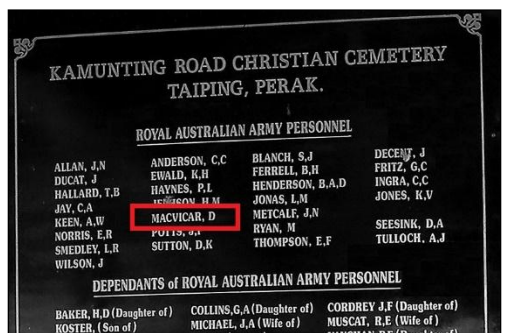 KAMUNTING ROAD CHRISTIAN CEMETERY
TAIPING, PERAK.
ROYAL AUSTRALIAN ARMY PERSONNEL
ALLAN, J,N
DUCAT, J
HALLARD, T.B
JAY, C,A
KEEN, A,W
NORRIS, E,R
SMEDLEY, L,R
WILSON, J
ANDERSON, C,C
EWALD, K,H
HAYNES, P,L
H,M
MACVICAR, D
POTTS,
SUTTON, D,K
BLANCH, S,J
FERRELL, B,H
HENDERSON, B,A,D
JONAS, L,M
METCALF, J,N
RYAN, M
THOMPSON, E,F
DECENT, J
FRITZ, G,C
INGRA, C,C
JONES, K,V
SEESINK, D,A
TULLOCH, A,J
DEPENDANTS of ROYAL AUSTRALIAN ARMY PERSONNEL
BAKER, H,D (Daughter of)
KOSTER, (Son of)
COLLINS,G,A (Daughter of)
MICHAEL, J,A (Wife of)
CORDREY J,F (Daughter of)
MUSCAT, R,E (Wife of)